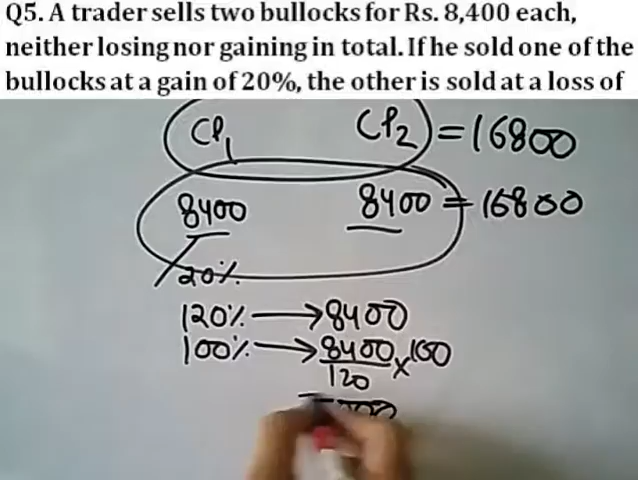 Q5. A trader sells two bullocks for Rs. 8,400 each,
neither losing nor gaining in total. If he sold one of the
bullocks at a gain of 20%, the other is sold at a loss of
CP1 CP2 = 16800
8400 8400 = 16800
20%
120% → 8400
100% → 8400/120 × 100